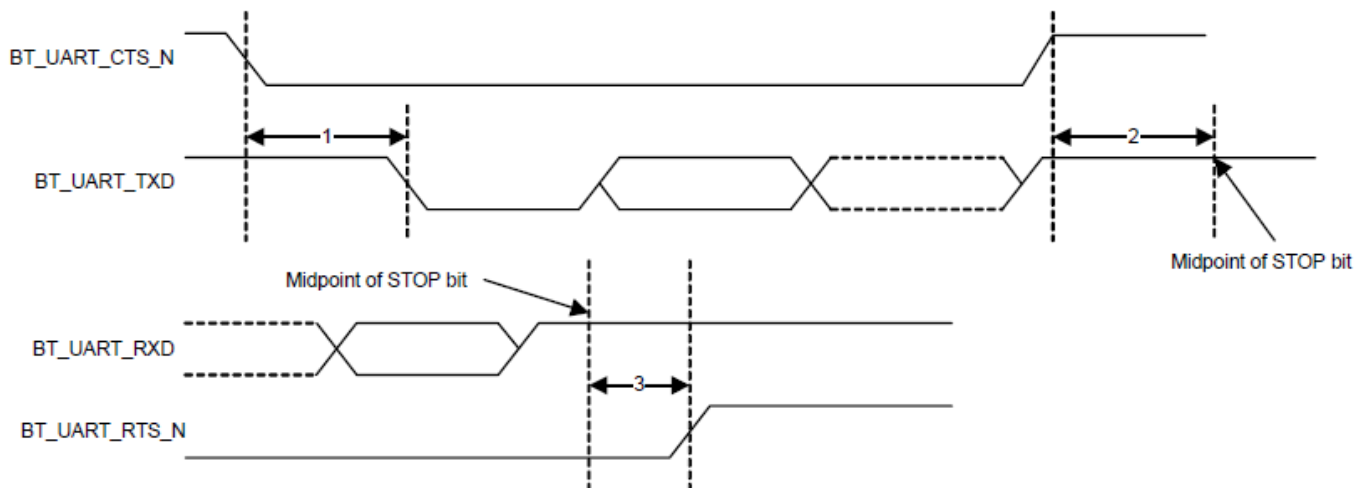 BT_UART_CTS_N
1
2
BT_UART_TXD
Midpoint of STOP bit
Midpoint of STOP bit
BT_UART_RXD
3
BT_UART_RTS_N